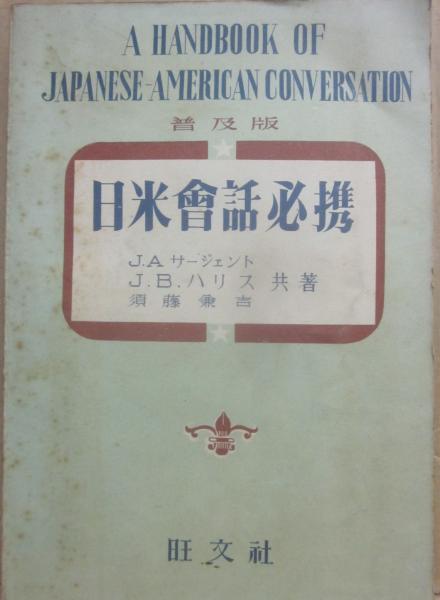 A HANDBOOK OF
JAPANESE-AMERICAN CONVERSATION
普及版
日米會話必携
J.A サージェント
J.B.ハリス 共著
須藤兼吉
旺文社